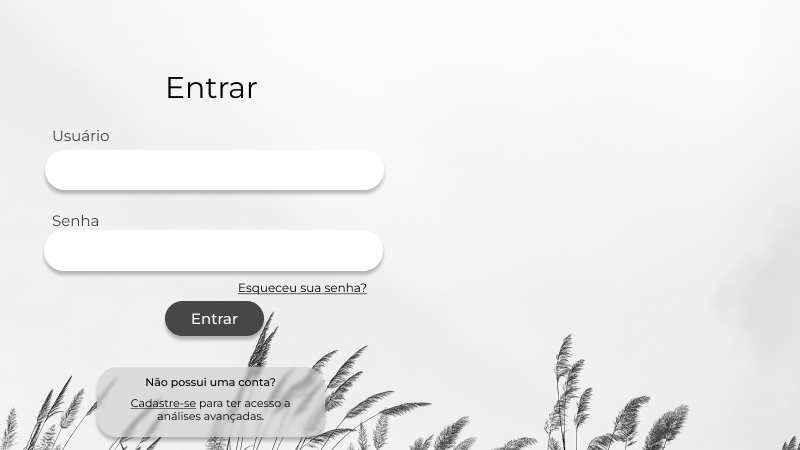 Entrar
Usuário
Senha
Esqueceu sua senha?
Entrar
Não possui uma conta?
Cadastre-se para ter acesso a
análises avançadas.